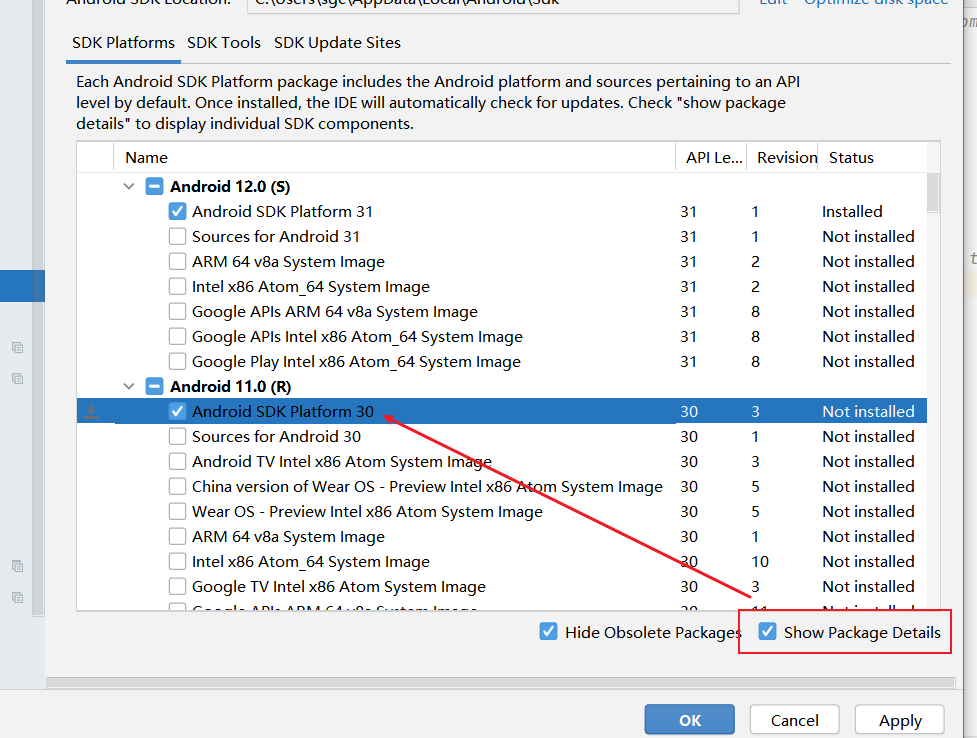 Android SDK Location: C:\Users\sge\AppData\Local\Android\Sdk Edit Optimize disk space
SDK Platforms SDK Tools SDK Update Sites
Each Android SDK Platform package includes the Android platform and sources pertaining to an API
level by default. Once installed, the IDE will automatically check for updates. Check "show package
details" to display individual SDK components.
Name API Le... Revision Status
Android 12.0 (S)
Android SDK Platform 31 31 1 Installed
Sources for Android 31 31 1 Not installed
ARM 64 v8a System Image 31 2 Not installed
Intel x86 Atom_64 System Image 31 2 Not installed
Google APIs ARM 64 v8a System Image 31 8 Not installed
Google APIs Intel x86 Atom_64 System Image 31 8 Not installed
Google Play Intel x86 Atom_64 System Image 31 8 Not installed
Android 11.0 (R)
Android SDK Platform 30 30 3 Not installed
Sources for Android 30 30 1 Not installed
Android TV Intel x86 Atom System Image 30 3 Not installed
China version of Wear OS - Preview Intel x86 Atom System Image 30 5 Not installed
Wear OS - Preview Intel x86 Atom System Image 30 5 Not installed
ARM 64 v8a System Image 30 1 Not installed
Intel x86 Atom_64 System Image 30 10 Not installed
Google TV Intel x86 Atom System Image 30 3 Not installed
Google APIs ARM 64 v8a System Image 30 11 Not installed
Hide Obsolete Packages Show Package Details
OK Cancel Apply